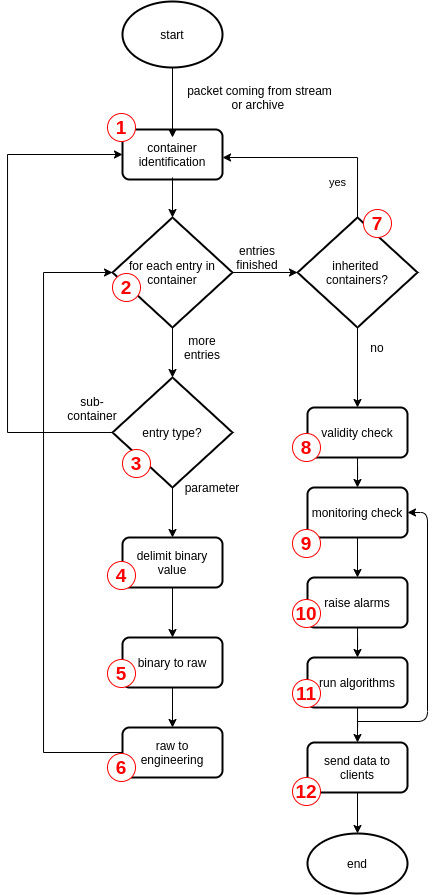 start
packet coming from stream
or archive
1
container
identification
yes
7
2
for each entry in
container
entries
finished
inherited
containers?
more
entries
no
sub-
container
3
entry type?
8
validity check
parameter
9
monitoring check
4
delimit binary
value
10
raise alarms
5
binary to raw
11
run algorithms
6
raw to
engineering
12
send data to
clients
end